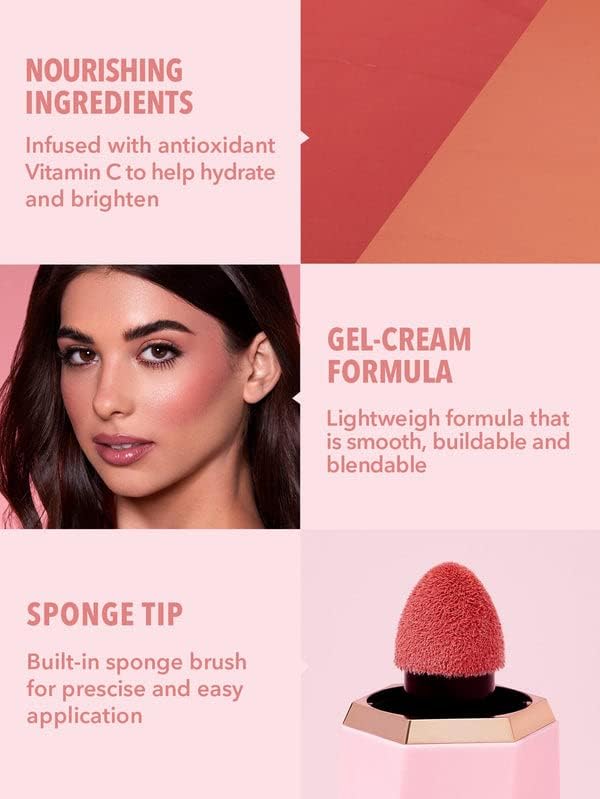 NOURISHING
INGREDIENTS
Infused with antioxidant
Vitamin C to help hydrate
and brighten
GEL-CREAM
FORMULA
Lightweigh formula that
is smooth, buildable and
blendable
SPONGE TIP
Built-in sponge brush
for prescise and easy
application